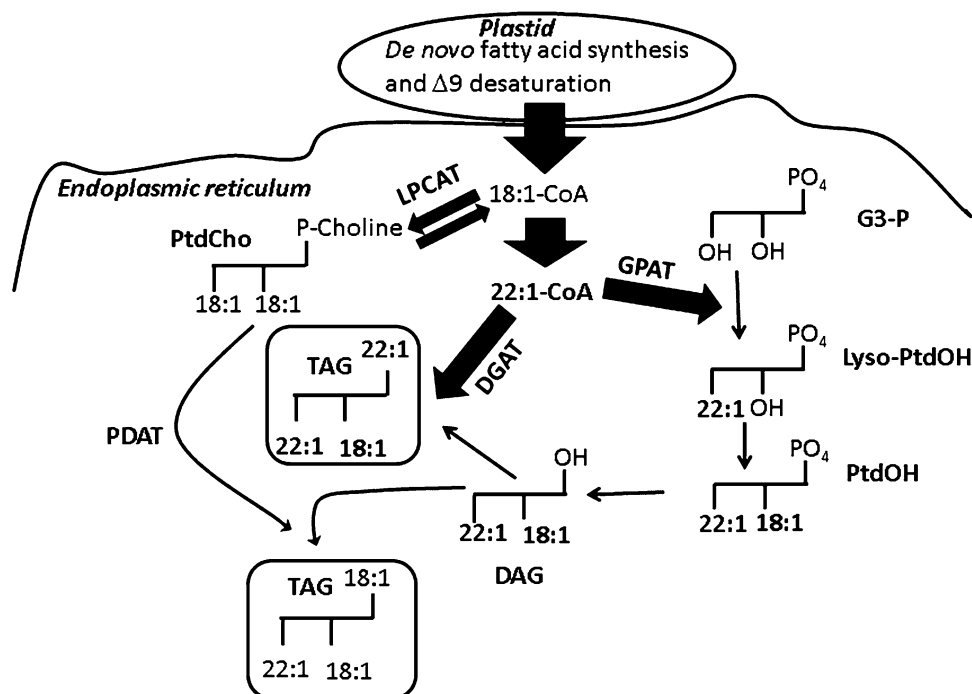 Plastid
De novo fatty acid synthesis
and Δ9 desaturation
Endoplasmic reticulum
LPCAT
18:1-CoA
PO4
G3-P
OH OH
PtdCho
P-Choline
18:1 18:1
22:1-CoA
GPAT
DGAT
PO4
Lyso-PtdOH
22:1 OH
TAG 22:1
22:1 18:1
PDAT
PO4
PtdOH
22:1 18:1
OH
22:1 18:1
DAG
TAG 18:1
22:1 18:1